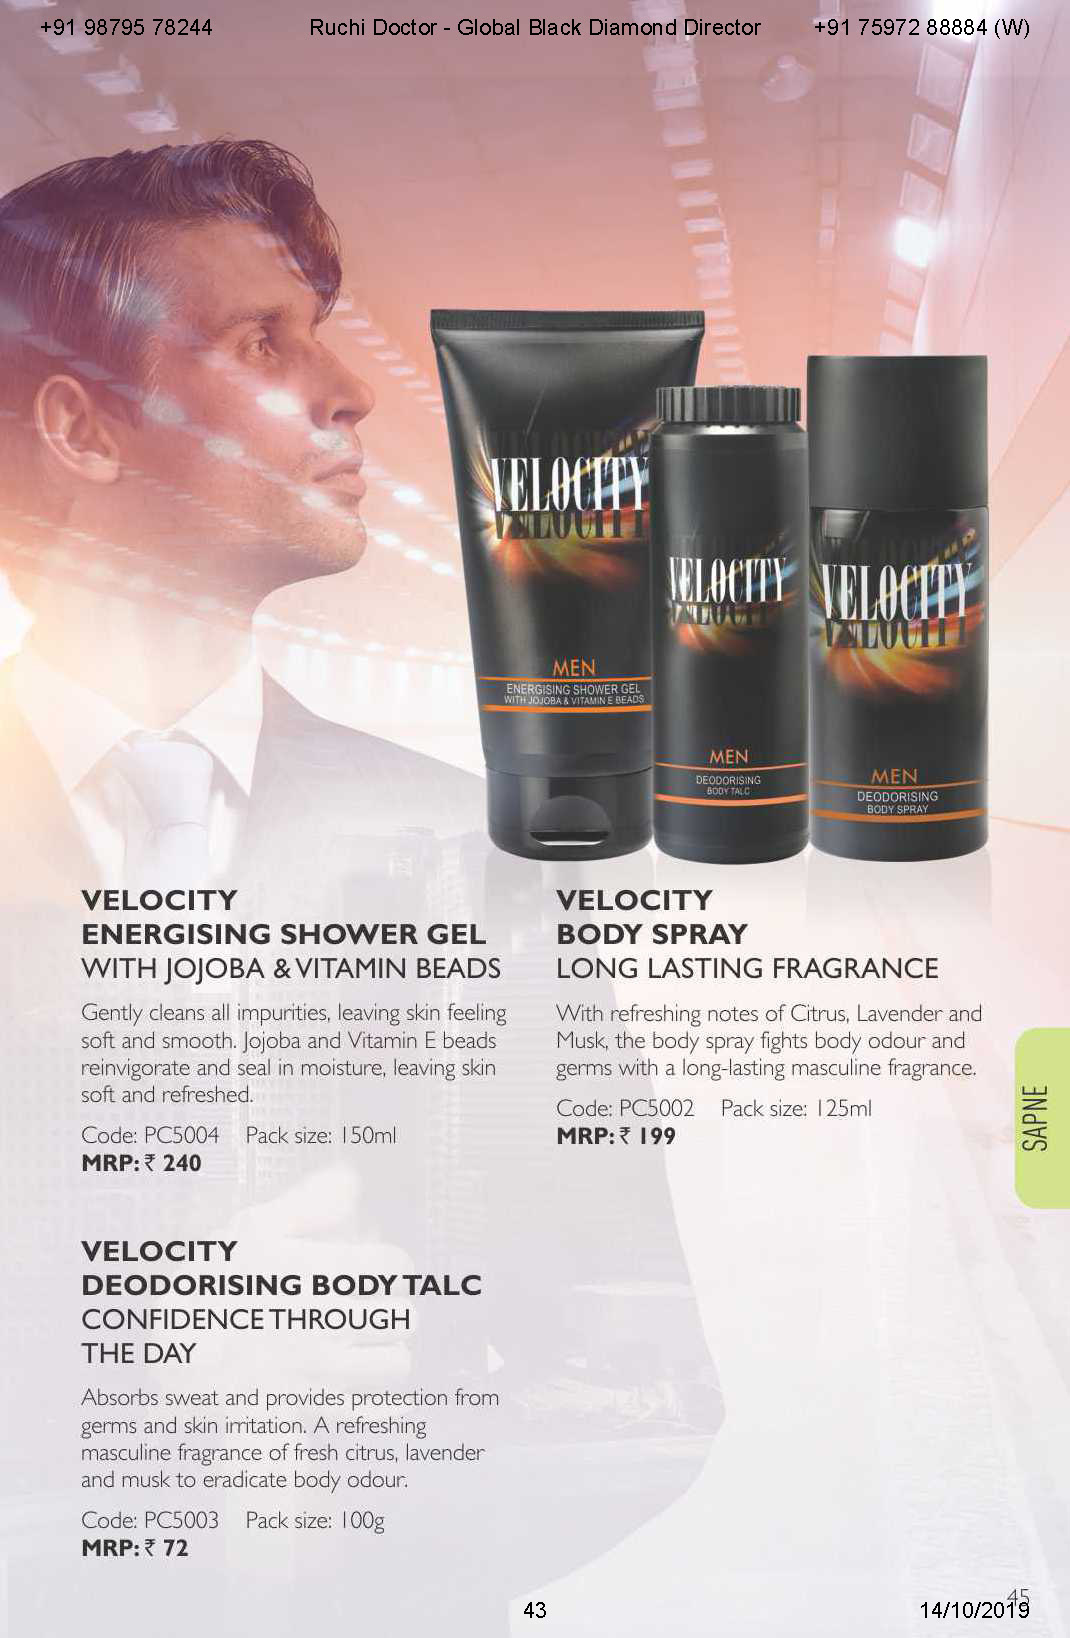 +91 98795 78244 Ruchi Doctor - Global Black Diamond Director +91 75972 88884 (W)
VELOCITY
MEN
ENERGISING SHOWER GEL
WITH JOJOBA & VITAMIN E BEADS
VELOCITY
MEN
DEODORISING
BODY TALC
VELOCITY
MEN
DEODORISING
BODY SPRAY
VELOCITY
ENERGISING SHOWER GEL
WITH JOJOBA & VITAMIN BEADS
Gently cleans all impurities, leaving skin feeling
soft and smooth. Jojoba and Vitamin E beads
reinvigorate and seal in moisture, leaving skin
soft and refreshed.
Code: PC5004 Pack size: 150ml
MRP: ₹ 240
VELOCITY
BODY SPRAY
LONG LASTING FRAGRANCE
With refreshing notes of Citrus, Lavender and
Musk, the body spray fights body odour and
germs with a long-lasting masculine fragrance.
Code: PC5002 Pack size: 125ml
MRP: ₹ 199
SAPNE
VELOCITY
DEODORISING BODY TALC
CONFIDENCE THROUGH
THE DAY
Absorbs sweat and provides protection from
germs and skin irritation. A refreshing
masculine fragrance of fresh citrus, lavender
and musk to eradicate body odour.
Code: PC5003 Pack size: 100g
MRP: ₹ 72
45
43 14/10/2019